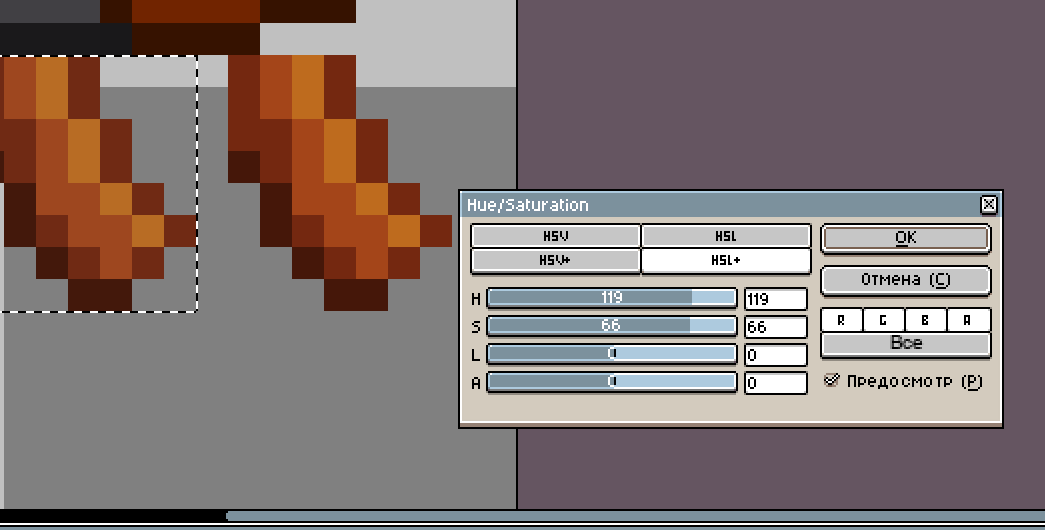 Hue/Saturation
HSV HSL
HSV+ HSL+
H 119 119
S 66 66
L 0 0
A 0 0
OK
Отмена (C)
R G B A
Все
Предосмотр (P)